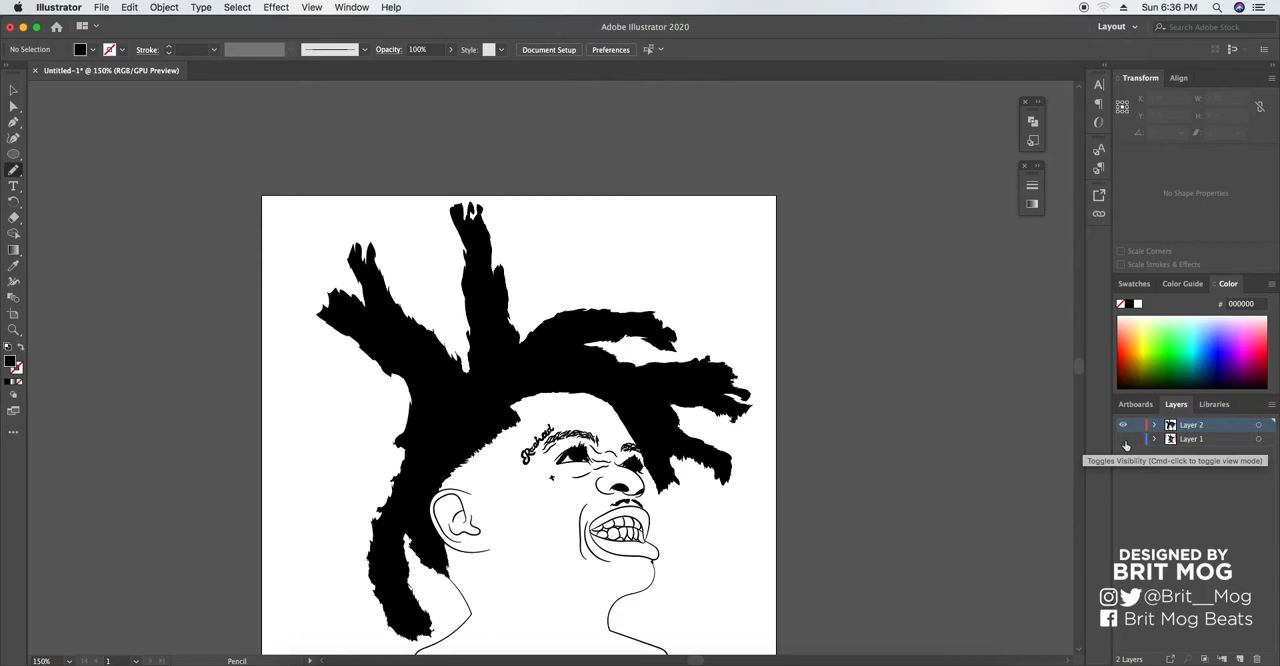 Illustrator File Edit Object Type Select Effect View Window Help Sun 6:36 PM
Adobe Illustrator 2020 Layout Search Adobe Stock
No Selection Stroke: Opacity: 100% Style: Document Setup Preferences
× Untitled-1* @ 150% (RGB/GPU Preview)
Transform Align
X: W:
Y: H:
No Shape Properties
Scale Corners
Scale Strokes & Effects
Swatches Color Guide Color
# 000000
Artboards Layers Libraries
Layer 2
Layer 1
Toggles Visibility (Cmd-click to toggle view mode)
Rashaad
DESIGNED BY
BRIT MOG
@Brit__Mog
Brit Mog Beats
150% 1 Pencil 2 Layers